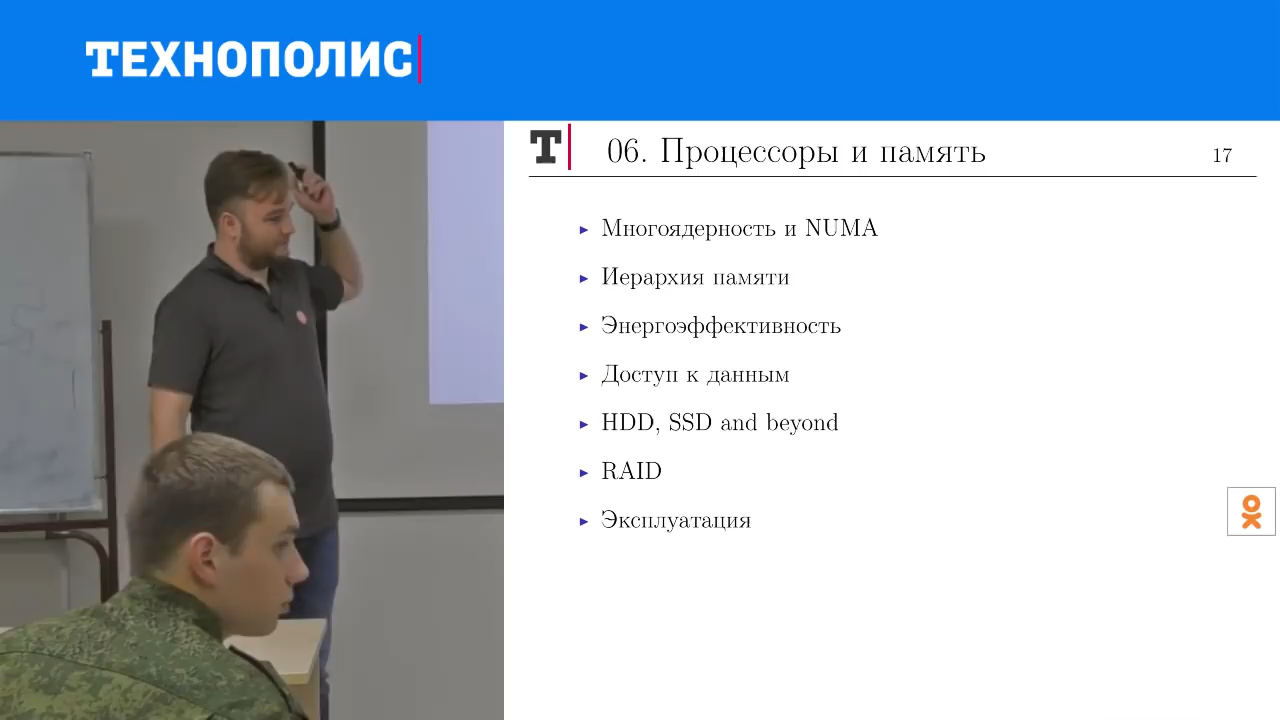 ТЕХНОПОЛИС
Т
06. Процессоры и память
17
Многоядерность и NUMA
Иерархия памяти
Энергоэффективность
Доступ к данным
HDD, SSD and beyond
RAID
Эксплуатация